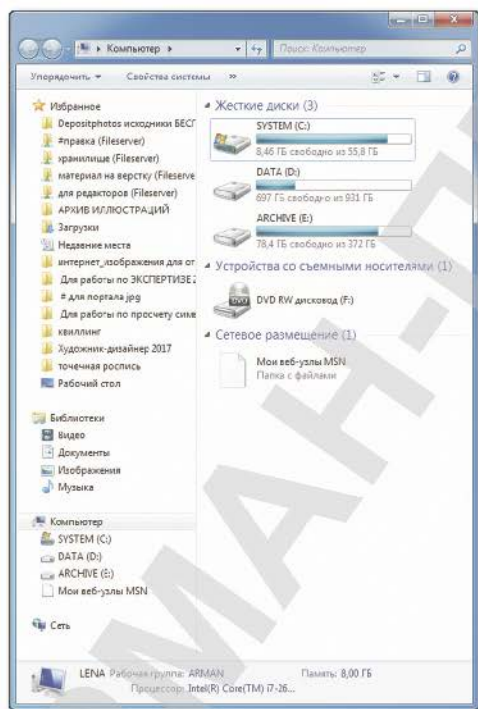 Компьютер
Поиск: Компьютер
Упорядочить
Свойства системы
»
Избранное
Depositphotos исходники БЕСГ
#правка (Fileserver)
хранилище (Fileserver)
материал на верстку (Fileserve
для редакторов (Fileserver)
АРХИВ ИЛЛЮСТРАЦИЙ
Загрузки
Недавние места
интернет_изображения для от
Для работы по ЭКСПЕРТИЗЕ 2
# для портала jpg
Для работы по просчету симе
квиллинг
Художник-дизайнер 2017
точечная роспись
Рабочий стол
Библиотеки
Видео
Документы
Изображения
Музыка
Компьютер
SYSTEM (C:)
DATA (D:)
ARCHIVE (E:)
Мои веб-узлы MSN
Сеть
Жесткие диски (3)
SYSTEM (C:)
8,46 ГБ свободно из 55,8 ГБ
DATA (D:)
697 ГБ свободно из 931 ГБ
ARCHIVE (E:)
78,4 ГБ свободно из 372 ГБ
Устройства со съемными носителями (1)
DVD
DVD RW дисковод (F:)
Сетевое размещение (1)
Мои веб-узлы MSN
Папка с файлами
LENA Рабочая группа: ARMAN Память: 8,00 ГБ
Процессор: Intel(R) Core(TM) i7-26...